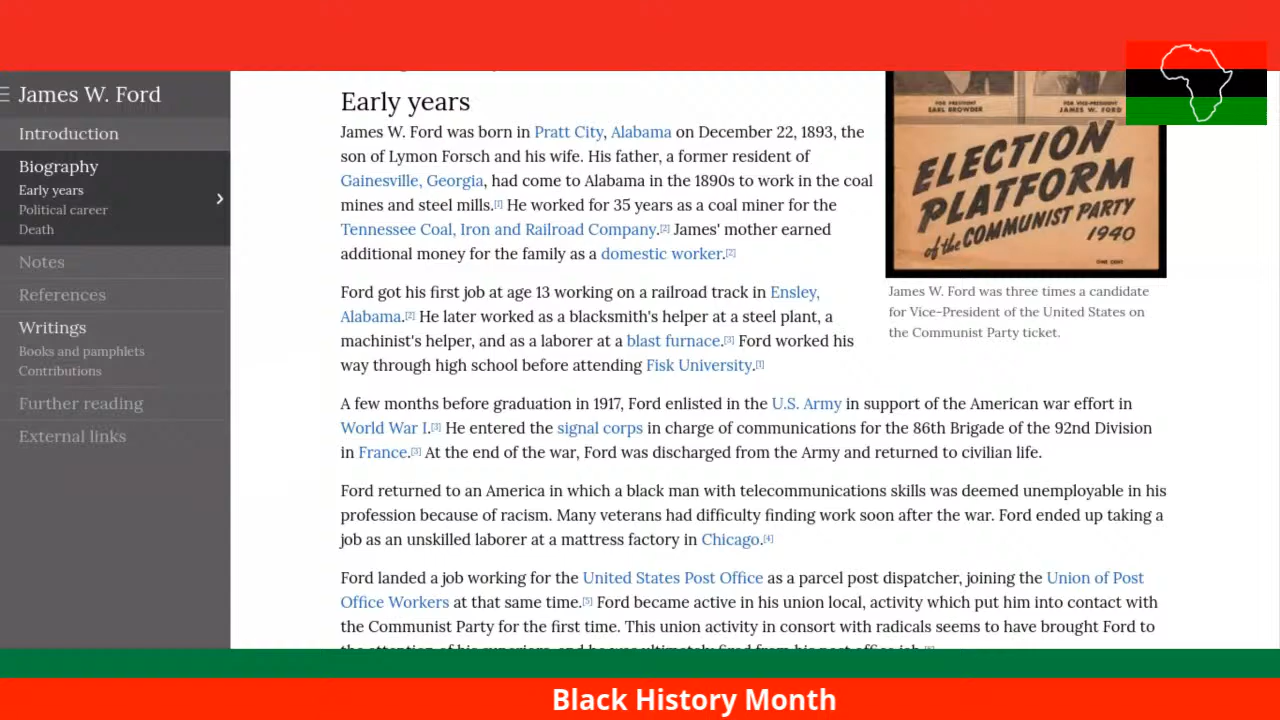 James W. Ford
Introduction
Biography
Early years
Political career
Death
Notes
References
Writings
Books and pamphlets
Contributions
Further reading
External links
Early years
James W. Ford was born in Pratt City, Alabama on December 22, 1893, the
son of Lymon Forsch and his wife. His father, a former resident of
Gainesville, Georgia, had come to Alabama in the 1890s to work in the coal
mines and steel mills.[1] He worked for 35 years as a coal miner for the
Tennessee Coal, Iron and Railroad Company.[2] James' mother earned
additional money for the family as a domestic worker.[2]
Ford got his first job at age 13 working on a railroad track in Ensley,
Alabama.[2] He later worked as a blacksmith's helper at a steel plant, a
machinist's helper, and as a laborer at a blast furnace.[3] Ford worked his
way through high school before attending Fisk University.[1]
A few months before graduation in 1917, Ford enlisted in the U.S. Army in support of the American war effort in
World War I.[3] He entered the signal corps in charge of communications for the 86th Brigade of the 92nd Division
in France.[3] At the end of the war, Ford was discharged from the Army and returned to civilian life.
Ford returned to an America in which a black man with telecommunications skills was deemed unemployable in his
profession because of racism. Many veterans had difficulty finding work soon after the war. Ford ended up taking a
job as an unskilled laborer at a mattress factory in Chicago.[4]
Ford landed a job working for the United States Post Office as a parcel post dispatcher, joining the Union of Post
Office Workers at that same time.[5] Ford became active in his union local, activity which put him into contact with
the Communist Party for the first time. This union activity in consort with radicals seems to have brought Ford to
FOR PRESIDENT
EARL BROWDER
FOR VICE-PRESIDENT
JAMES W. FORD
ELECTION
PLATFORM
of the COMMUNIST PARTY
1940
ONE CENT
James W. Ford was three times a candidate
for Vice-President of the United States on
the Communist Party ticket.
Black History Month